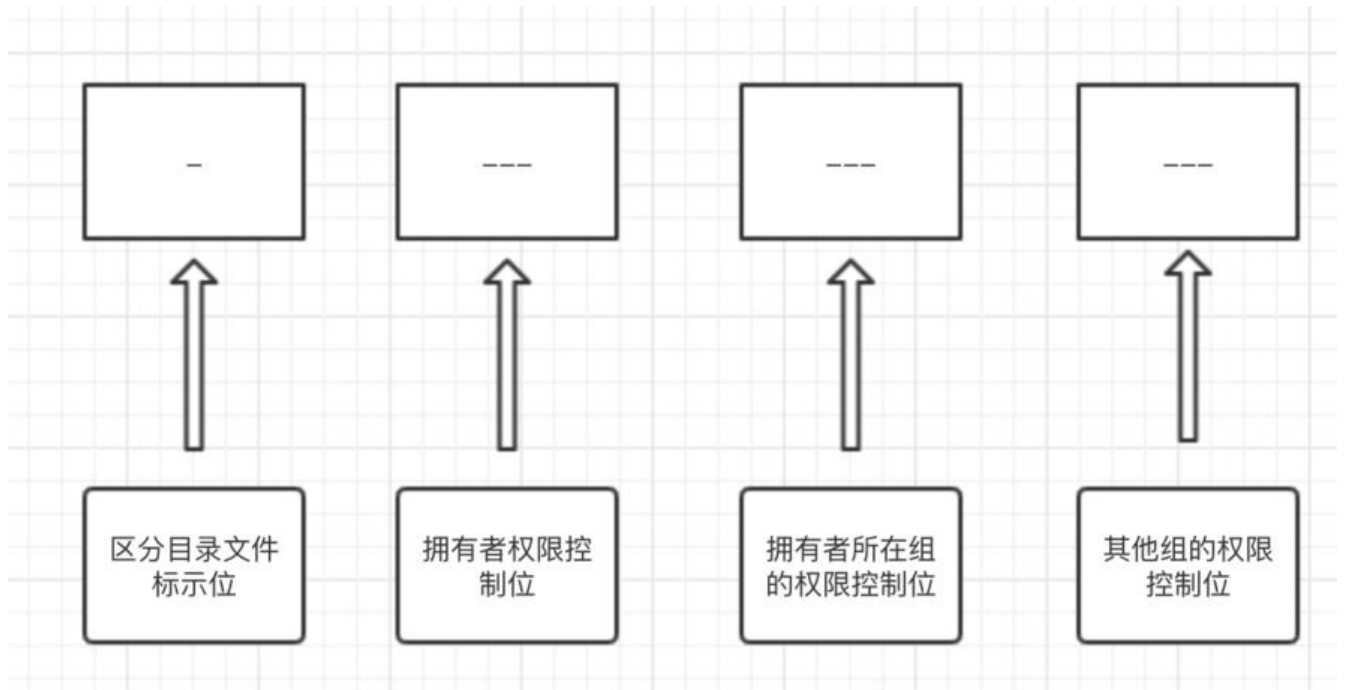 -
---
---
---
区分目录文件
标示位
拥有者权限控
制位
拥有者所在组
的权限控制位
其他组的权限
控制位